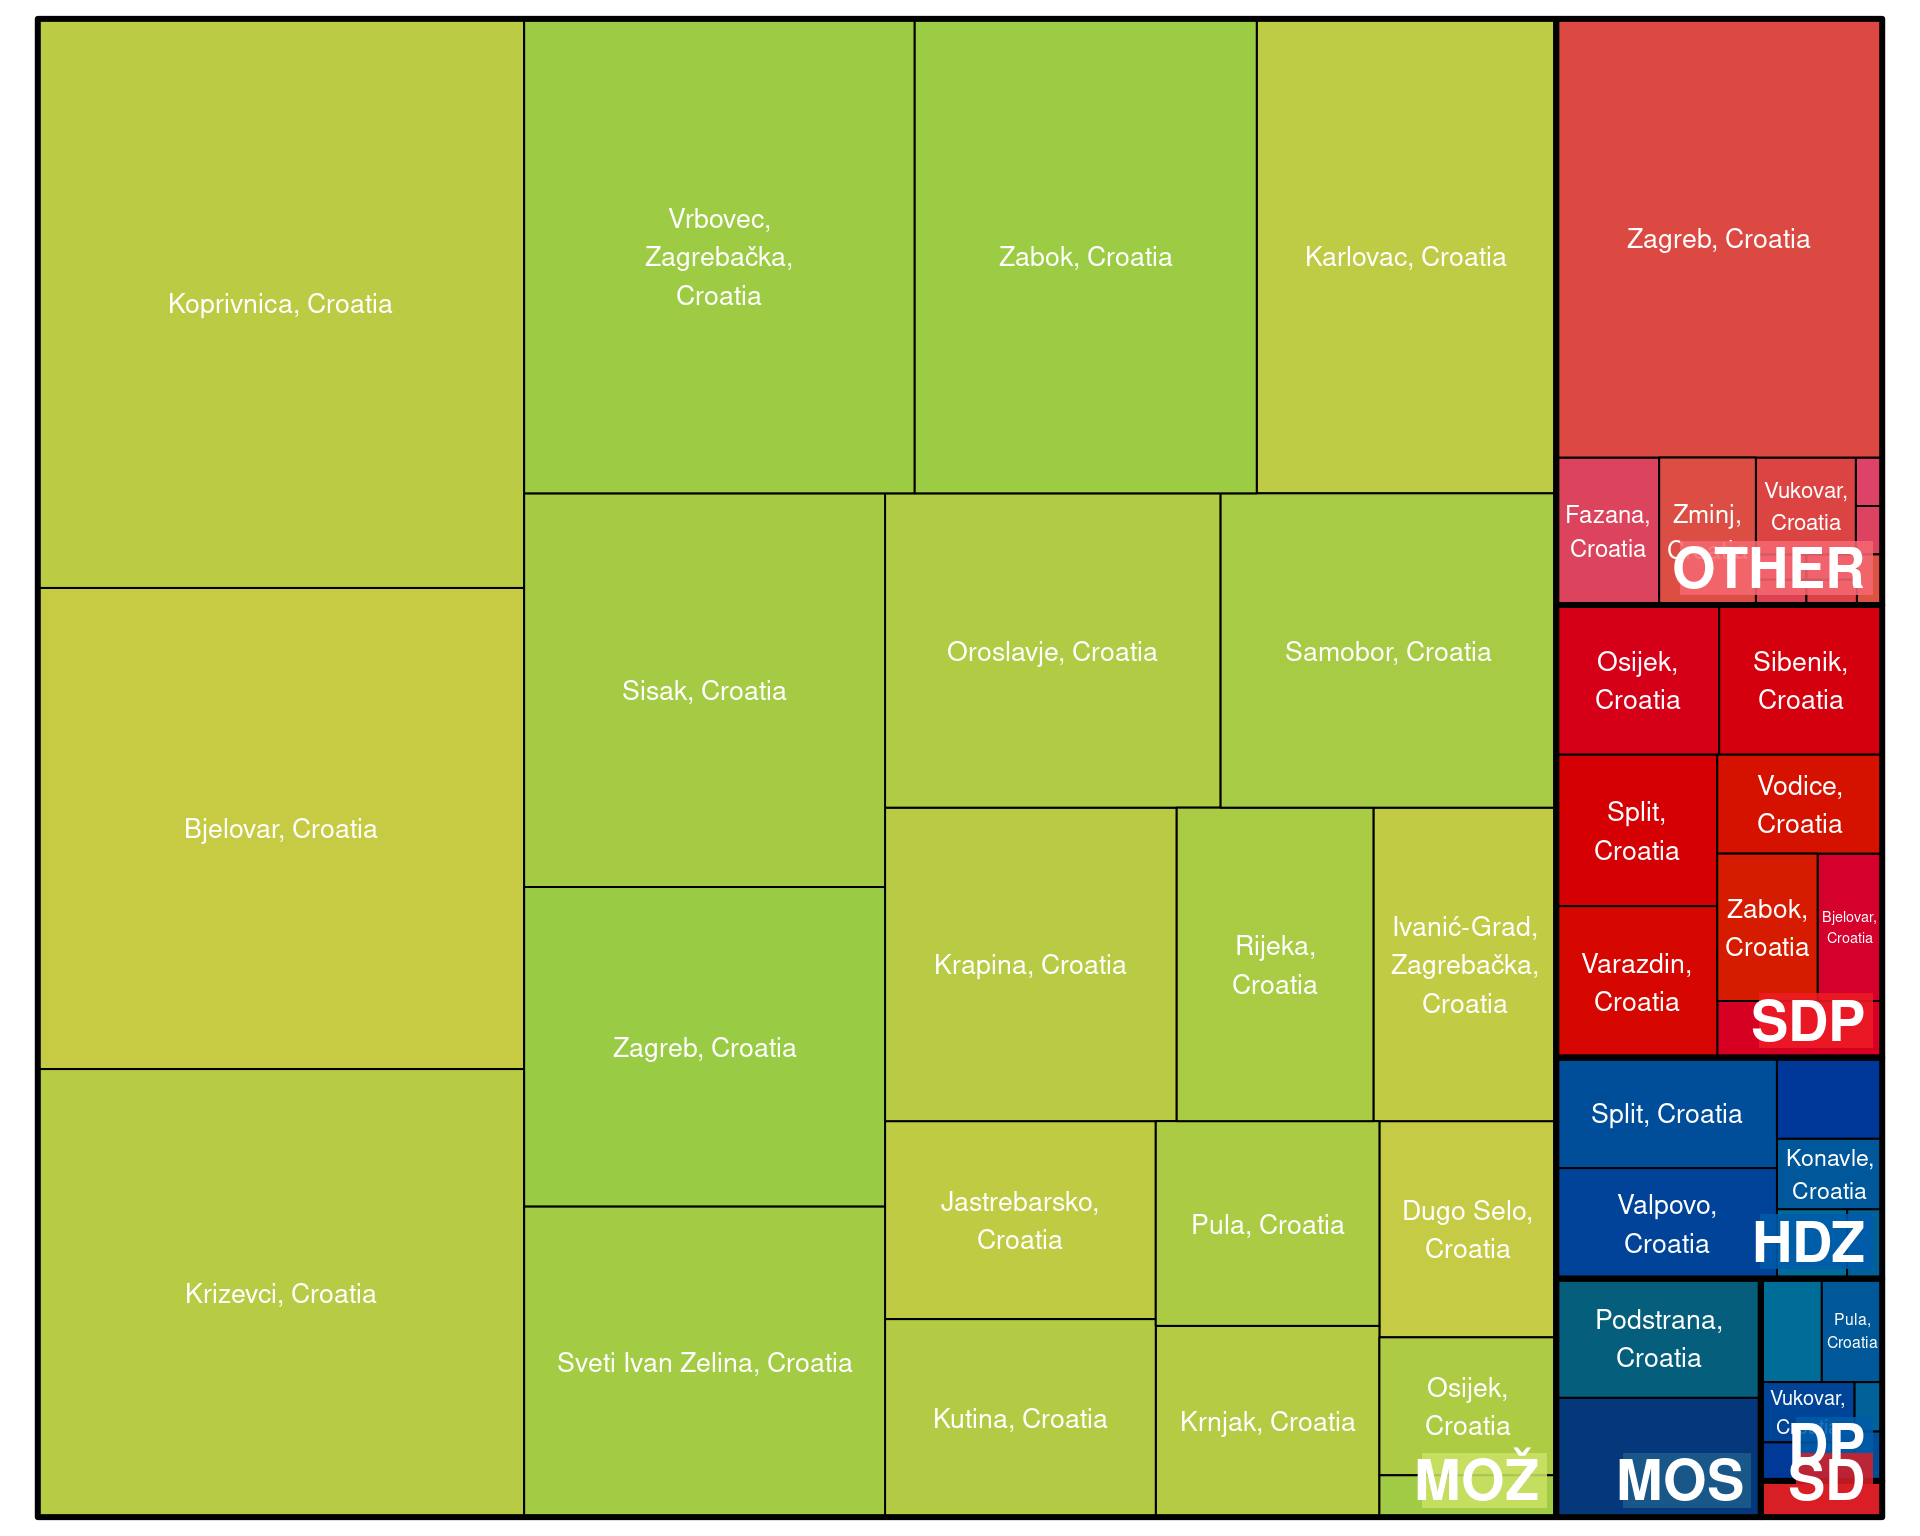 Koprivnica, Croatia
Bjelovar, Croatia
Krizevci, Croatia
Vrbovec,
Zagrebačka,
Croatia
Zabok, Croatia
Karlovac, Croatia
Sisak, Croatia
Zagreb, Croatia
Sveti Ivan Zelina, Croatia
Oroslavje, Croatia
Samobor, Croatia
Krapina, Croatia
Rijeka,
Croatia
Ivanić-Grad,
Zagrebačka,
Croatia
Jastrebarsko,
Croatia
Kutina, Croatia
Pula, Croatia
Krnjak, Croatia
Dugo Selo,
Croatia
Osijek,
Croatia
MOŽ
Zagreb, Croatia
Fazana,
Croatia
Zminj,
Vukovar,
Croatia
OTHER
Osijek,
Croatia
Sibenik,
Croatia
Split,
Croatia
Varazdin,
Croatia
Vodice,
Croatia
Zabok,
Croatia
Bjelovar,
Croatia
SDP
Split, Croatia
Valpovo,
Croatia
Konavle,
Croatia
HDZ
Podstrana,
Croatia
MOS
Pula,
Croatia
Vukovar,
DP
SD